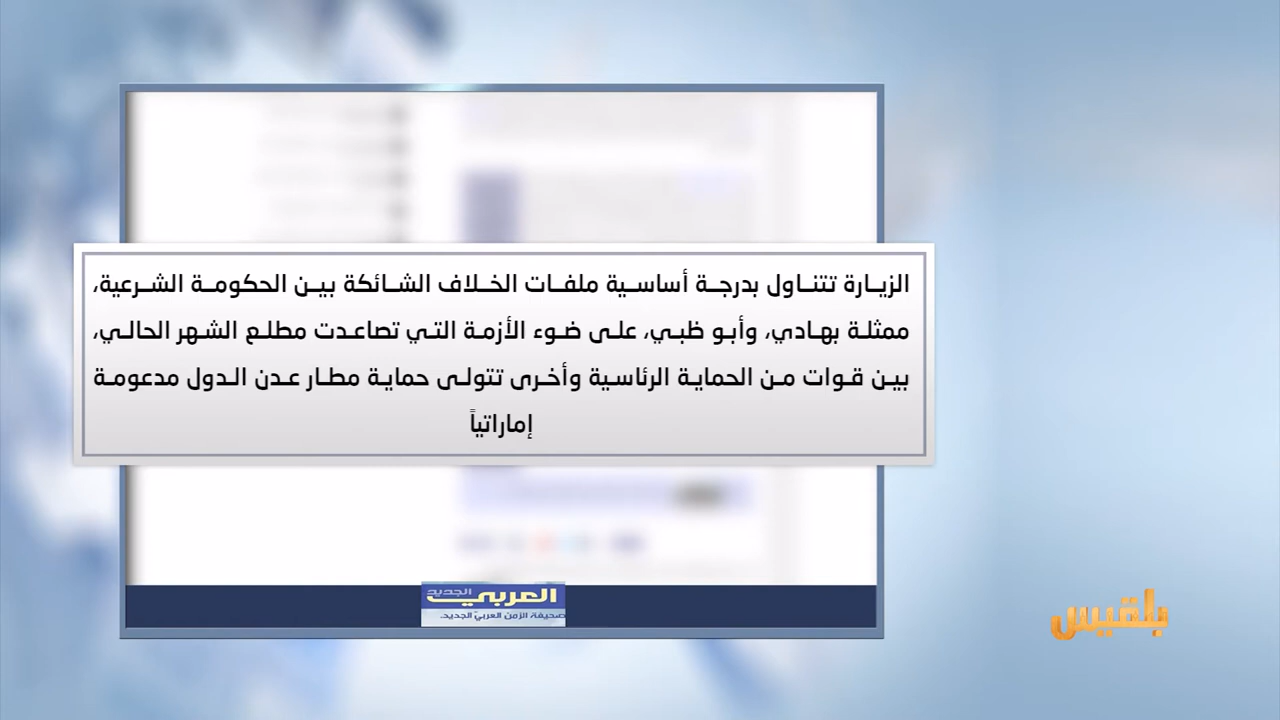 الزيارة تتناول بدرجة أساسية ملفات الخلاف الشائكة بين الحكومة الشرعية،
ممثلة بهادي، وأبو ظبي، على ضوء الأزمة التي تصاعدت مطلع الشهر الحالي،
بين قوات من الحماية الرئاسية وأخرى تتولى حماية مطار عدن الدول مدعومة
إماراتياً
العربي الجديد
صحيفة الزمن العربيّ الجديد.
بلقيس